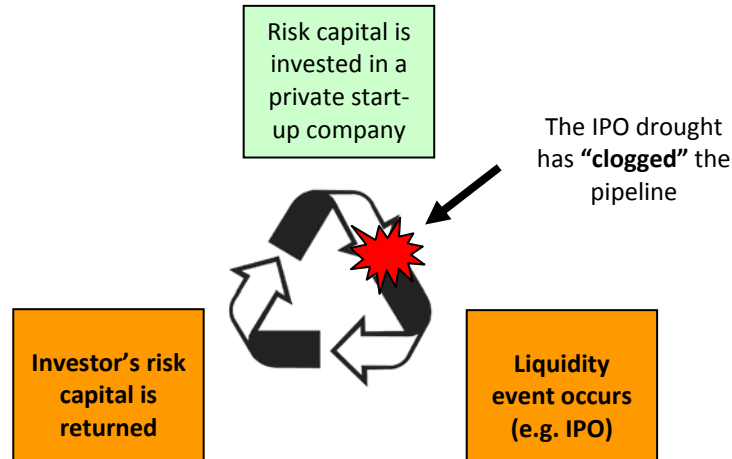 Risk capital is
invested in a
private start-
up company
The IPO drought
has “clogged” the
pipeline
Investor’s risk
capital is
returned
Liquidity
event occurs
(e.g. IPO)